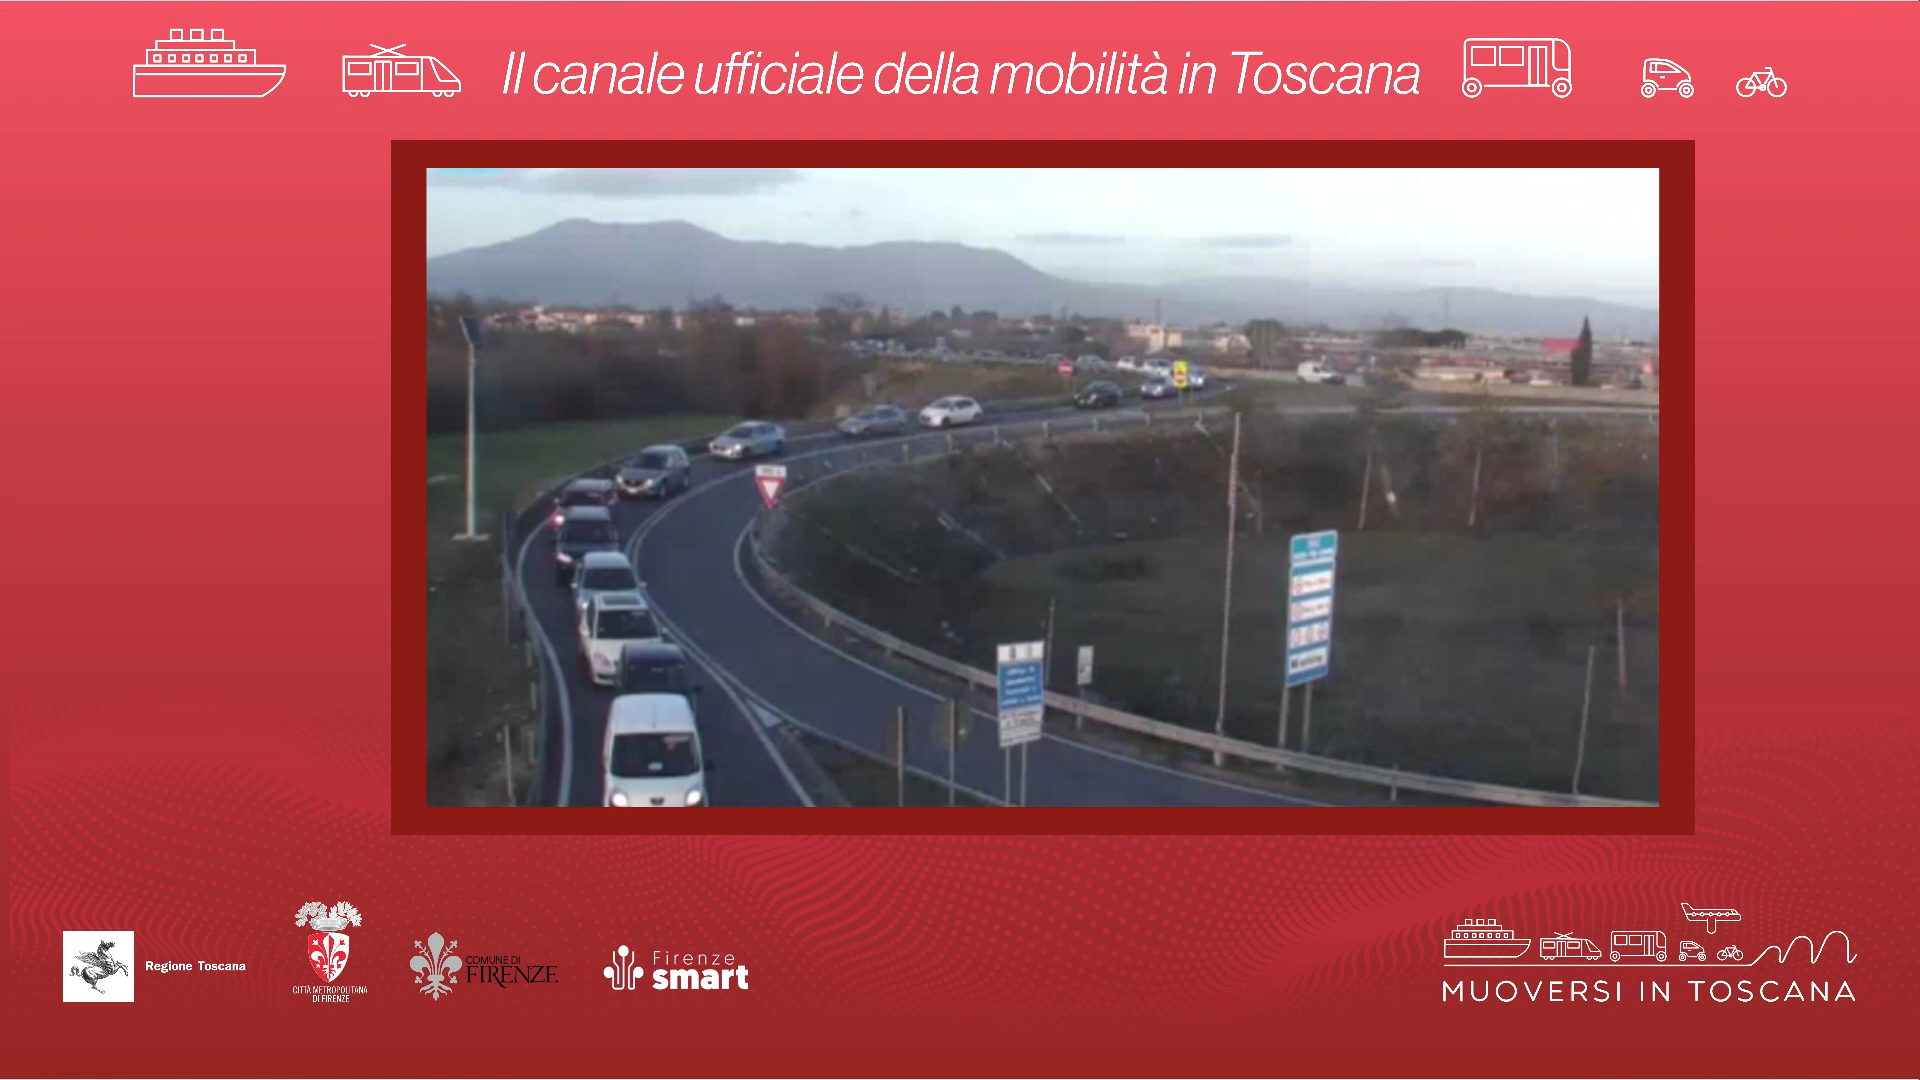 Il canale ufficiale della mobilità in Toscana
Regione Toscana
CITTÀ METROPOLITANA
DI FIRENZE
COMUNE DI
FIRENZE
Firenze
smart
MUOVERSI IN TOSCANA